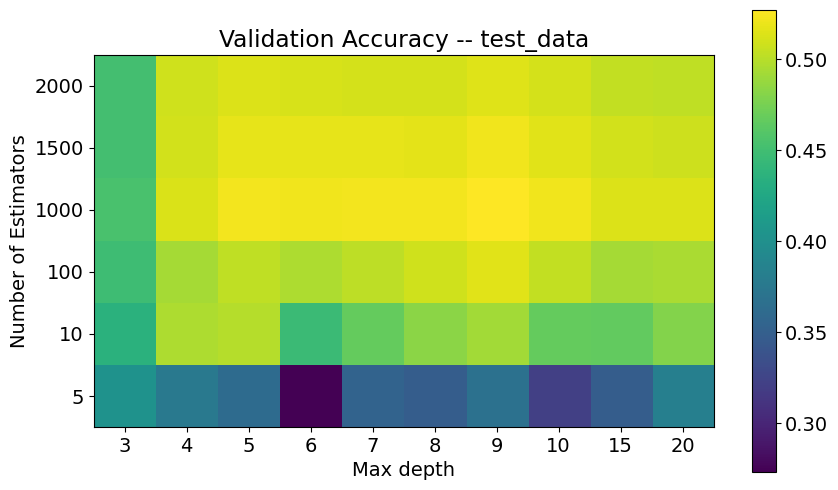 Validation Accuracy -- test_data
Number of Estimators
2000
1500
1000
100
10
5
3 4 5 6 7 8 9 10 15 20
Max depth
0.50
0.45
0.40
0.35
0.30